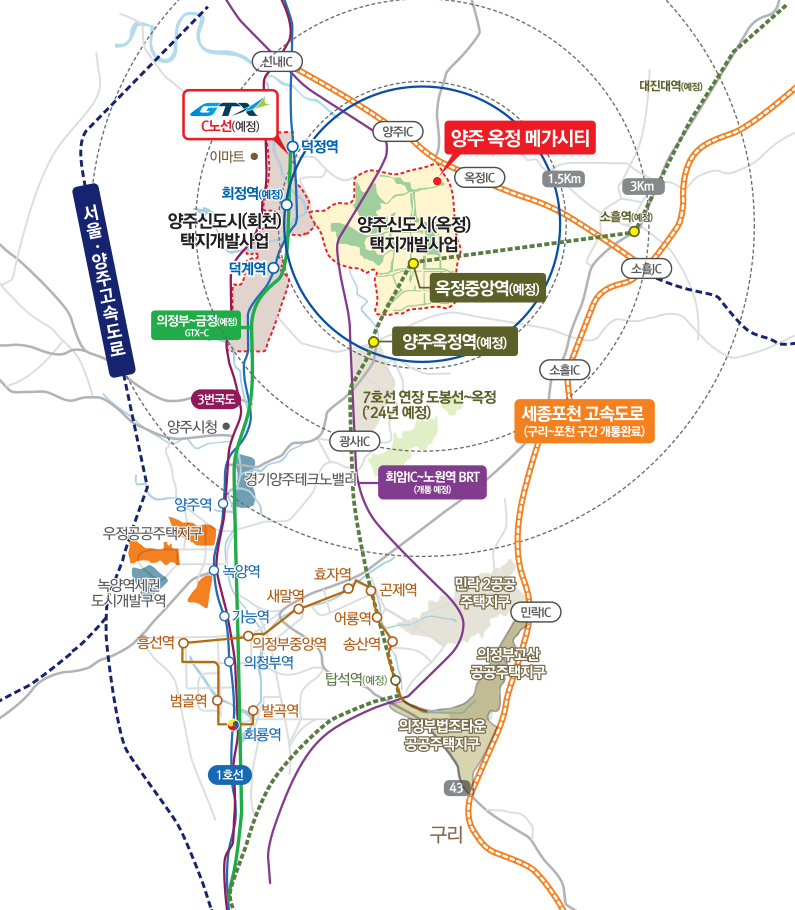 선내IC
대진대역(예정)
GTX
C노선(예정)
양주IC
양주 옥정 메가시티
덕정역
이마트
옥정IC
1.5Km
3Km
회정역(예정)
양주신도시(회천)
택지개발사업
양주신도시(옥정)
택지개발사업
소흘역(예정)
서울·양주고속도로
덕계역
소흘IC
옥정중앙역(예정)
의정부~금정(예정)
GTX-C
양주옥정역(예정)
소흘IC
3번국도
7호선 연장 도봉선~옥정
('24년 예정)
세종포천 고속도로
(구리~포천 구간 개통완료)
양주시청
광사IC
경기양주테크노밸리
회암IC~노원역 BRT
(개통 예정)
양주역
우정공공주택지구
녹양역
녹양역세권
도시개발구역
효자역
곤제역
민락 2공공
주택지구
새말역
가능역
어룡역
민락IC
흥선역
의정부중앙역
송산역
의정부역
의정부고산
공공주택지구
탑석역(예정)
범골역
발곡역
회룡역
의정부법조타운
공공주택지구
1호선
43
구리